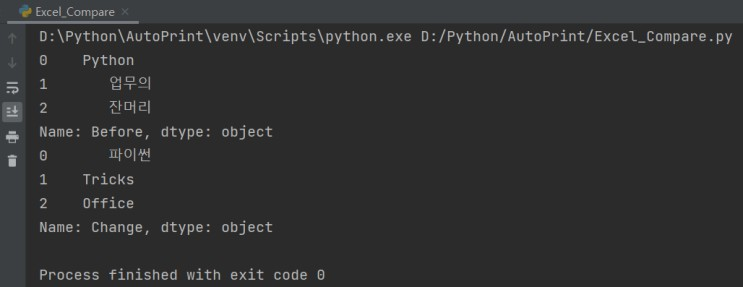 Excel_Compare
D:\Python\AutoPrint\venv\Scripts\python.exe D:/Python/AutoPrint/Excel_Compare.py
0    Python
1       업무의
2       잔머리
Name: Before, dtype: object
0       파이썬
1    Tricks
2    Office
Name: Change, dtype: object
Process finished with exit code 0